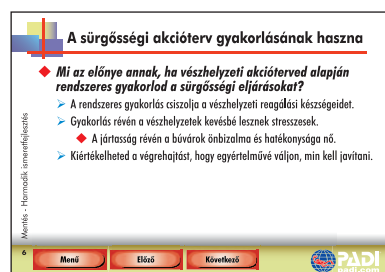 A sürgősségi akcióterv gyakorlásának haszna
Mi az előnye annak, ha vészhelyzeti akcióterved alapján
rendszeres gyakorlod a sürgősségi eljárásokat?
A rendszeres gyakorlás csiszolja a vészhelyzeti reagálási készségeidet.
Gyakorlás révén a vészhelyzetek kevésbé lesznek stresszesek.
A jártasság révén a búvárok önbizalma és hatékonysága nő.
Kiértékelheted a végrehajtást, hogy egyértelművé váljon, min kell javítani.
Mentés - Harmadik ismeretfejlesztés
6
Menü
Előző
Következő
PADI
padi.com